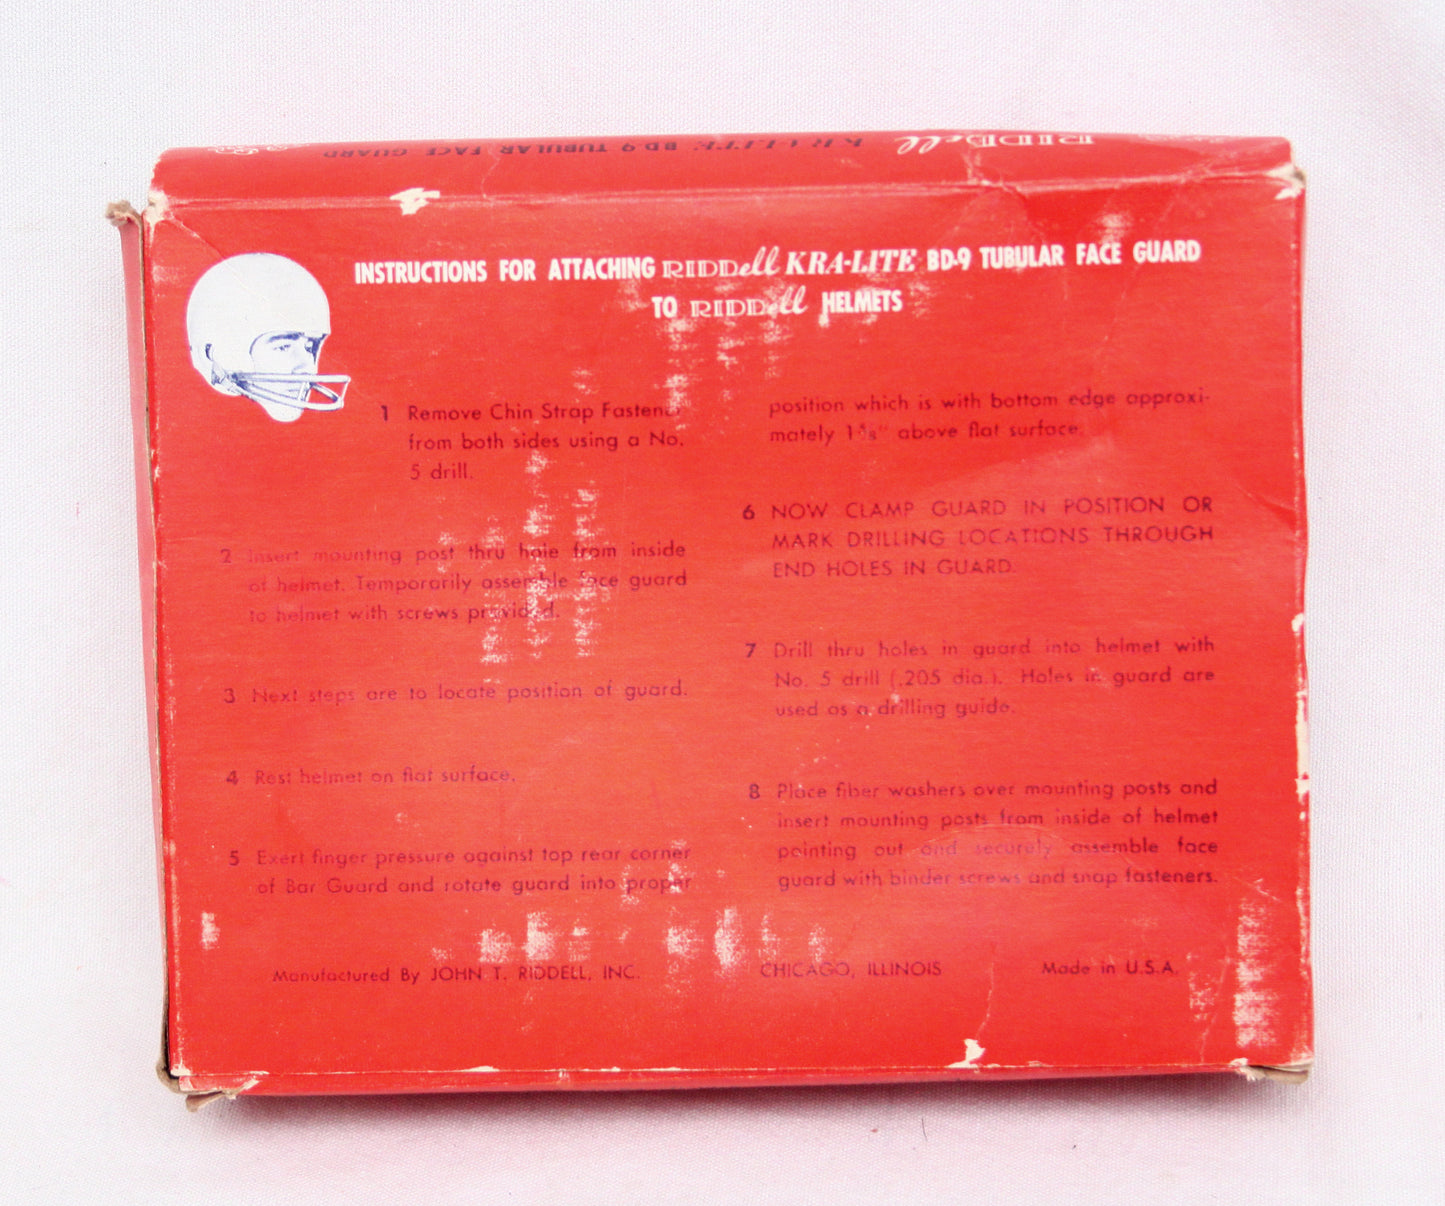 RIDDell KRA-LITE BD-9 TUBULAR FACE GUARD
INSTRUCTIONS FOR ATTACHING RIDDell KRA-LITE BD-9 TUBULAR FACE GUARD
TO RIDDell HELMETS
1 Remove Chin Strap Fastener
from both sides using a No.
5 drill.
2 Insert mounting post thru hole from inside
of helmet. Temporarily assemble face guard
to helmet with screws provided.
3 Next steps are to locate position of guard.
4 Rest helmet on flat surface.
5 Exert finger pressure against top rear corner
of Bar Guard and rotate guard into proper
position which is with bottom edge approxi-
mately above flat surface.
6 NOW CLAMP GUARD IN POSITION OR
MARK DRILLING LOCATIONS THROUGH
END HOLES IN GUARD.
7 Drill thru holes in guard into helmet with
No. 5 drill (.205 dia.). Holes in guard are
used as a drilling guide.
8 Place fiber washers over mounting posts and
insert mounting posts from inside of helmet
pointing out and securely assemble face
guard with binder screws and snap fasteners.
Manufactured By JOHN T. RIDDELL, INC. CHICAGO, ILLINOIS Made in U.S.A.